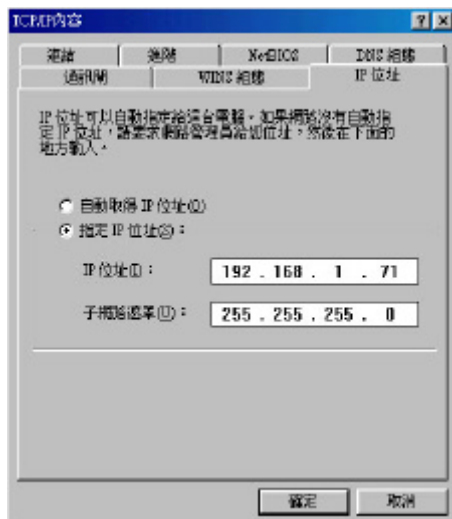 TCP/IP內容
連結 進階 NetBIOS DNS 組態
通訊閘 WINS 組態 IP 位址
IP 位址可以自動指定給這台電腦。如果網路沒有自動指
定 IP 位址,請要求網路管理員給個位址,然後在下面的
地方輸入。
自動取得 IP 位址(O)
指定 IP 位址(S):
IP 位址(I): 192 . 168 . 1 . 71
子網路遮罩(U): 255 . 255 . 255 . 0
確定 取消